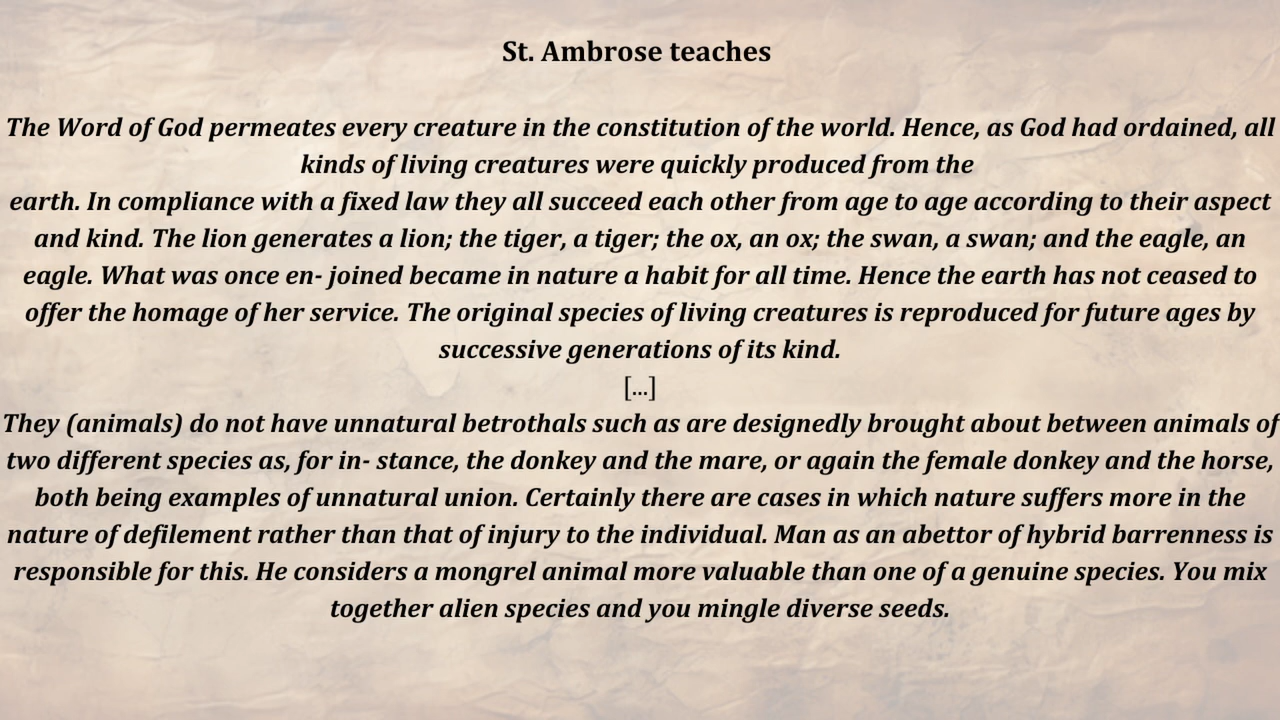 St. Ambrose teaches
The Word of God permeates every creature in the constitution of the world. Hence, as God had ordained, all
kinds of living creatures were quickly produced from the
earth. In compliance with a fixed law they all succeed each other from age to age according to their aspect
and kind. The lion generates a lion; the tiger, a tiger; the ox, an ox; the swan, a swan; and the eagle, an
eagle. What was once en- joined became in nature a habit for all time. Hence the earth has not ceased to
offer the homage of her service. The original species of living creatures is reproduced for future ages by
successive generations of its kind.
[...]
They (animals) do not have unnatural betrothals such as are designedly brought about between animals of
two different species as, for in- stance, the donkey and the mare, or again the female donkey and the horse,
both being examples of unnatural union. Certainly there are cases in which nature suffers more in the
nature of defilement rather than that of injury to the individual. Man as an abettor of hybrid barrenness is
responsible for this. He considers a mongrel animal more valuable than one of a genuine species. You mix
together alien species and you mingle diverse seeds.